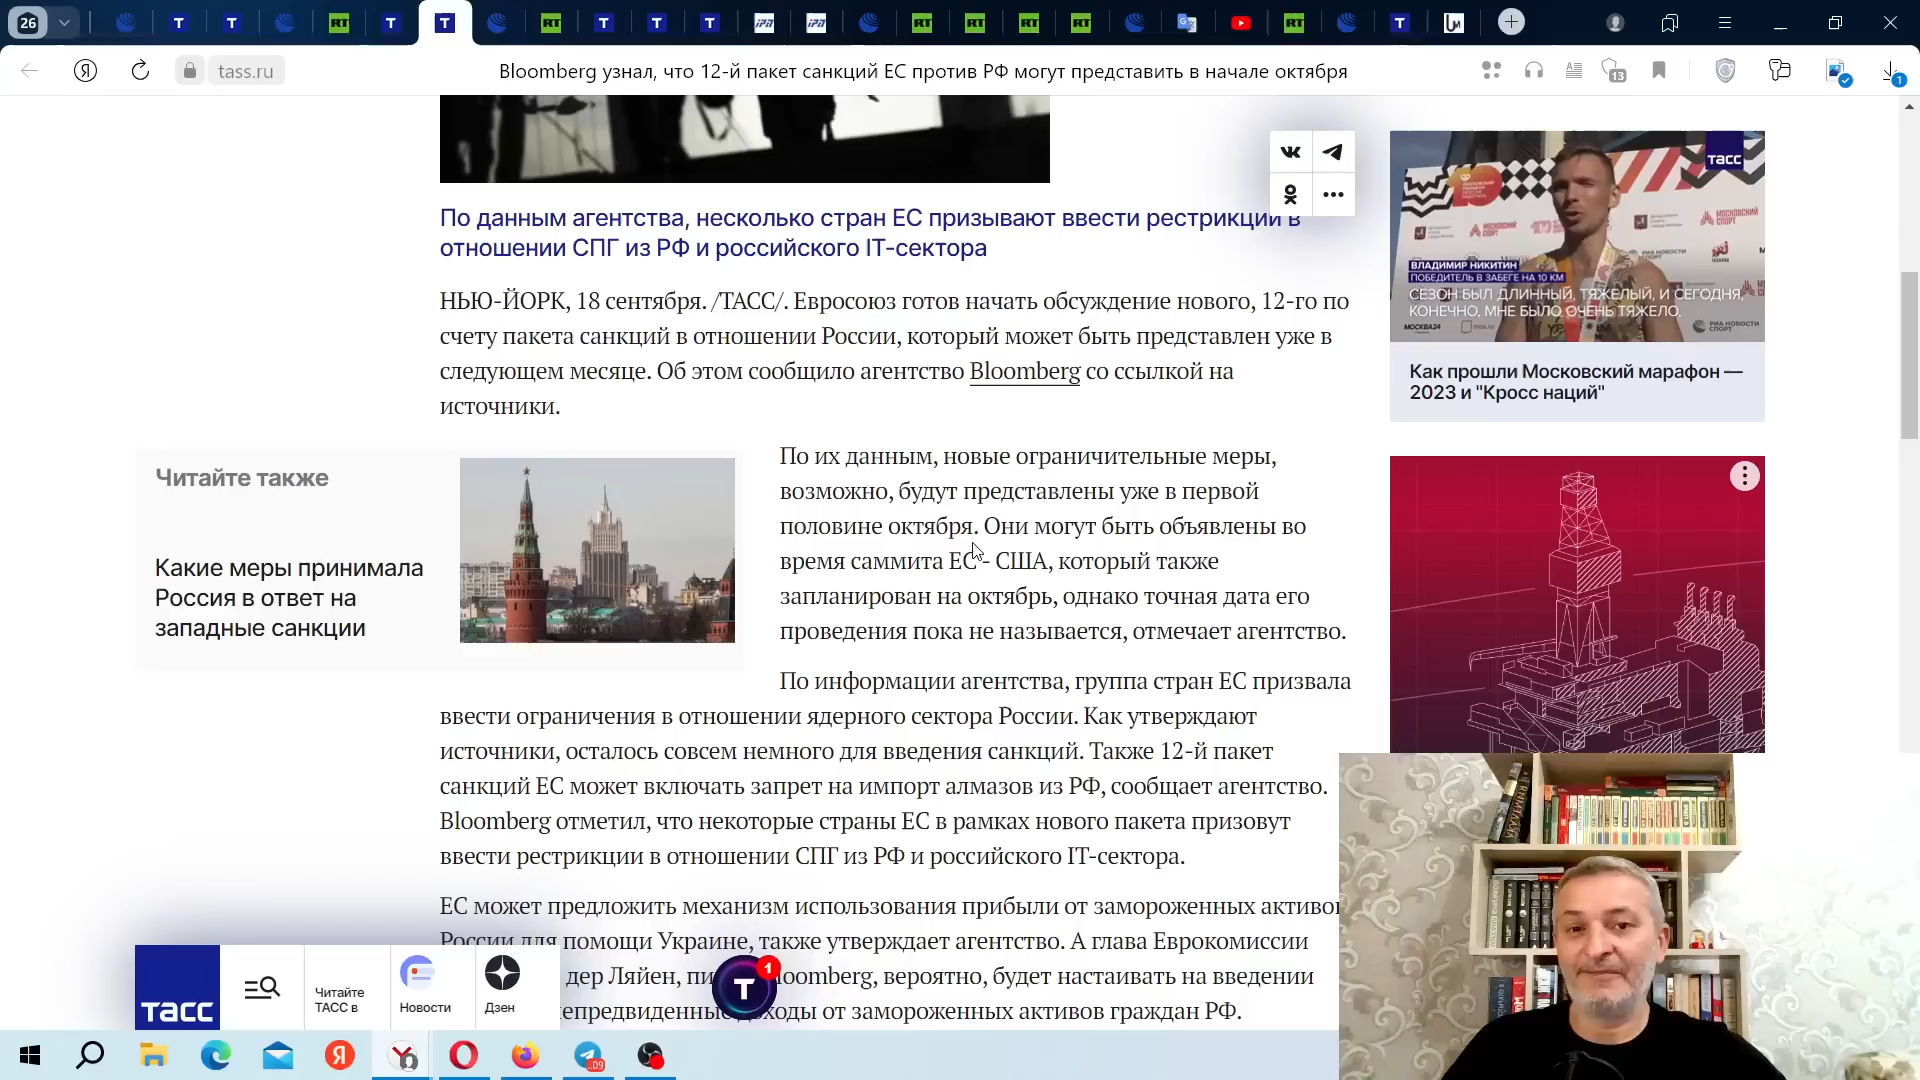 26
tass.ru
Bloomberg узнал, что 12-й пакет санкций ЕС против РФ могут представить в начале октября
13
1
По данным агентства, несколько стран ЕС призывают ввести рестрикции в
отношении СПГ из РФ и российского IT-сектора
НЬЮ-ЙОРК, 18 сентября. /ТАСС/. Евросоюз готов начать обсуждение нового, 12-го по
счету пакета санкций в отношении России, который может быть представлен уже в
следующем месяце. Об этом сообщило агентство Bloomberg со ссылкой на
источники.
Читайте также
Какие меры принимала
Россия в ответ на
западные санкции
По их данным, новые ограничительные меры,
возможно, будут представлены уже в первой
половине октября. Они могут быть объявлены во
время саммита ЕС - США, который также
запланирован на октябрь, однако точная дата его
проведения пока не называется, отмечает агентство.
По информации агентства, группа стран ЕС призвала
ввести ограничения в отношении ядерного сектора России. Как утверждают
источники, осталось совсем немного для введения санкций. Также 12-й пакет
санкций ЕС может включать запрет на импорт алмазов из РФ, сообщает агентство.
Bloomberg отметил, что некоторые страны ЕС в рамках нового пакета призовут
ввести рестрикции в отношении СПГ из РФ и российского IT-сектора.
ЕС может предложить механизм использования прибыли от замороженных
России для помощи Украине, также утверждает агентство. А глава Еврокомиссии
дер Ляйен, вероятно, будет настаивать на введении
от замороженных активов граждан РФ.
ТАСС
ВЛАДИМИР НИКИТИН
ПОБЕДИТЕЛЬ В ЗАБЕГЕ НА 10 КМ
СЕЗОН БЫЛ ДЛИННЫЙ, ТЯЖЕЛЫЙ, И СЕГОДНЯ,
КОНЕЧНО, МНЕ БЫЛО ОЧЕНЬ ТЯЖЕЛО,
МОСКВА24
РИА НОВОСТИ
СПОРТ
Как прошли Московский марафон —
2023 и "Кросс наций"
ТАСС
Читайте
ТАСС в
Новости
Дзен
T
1